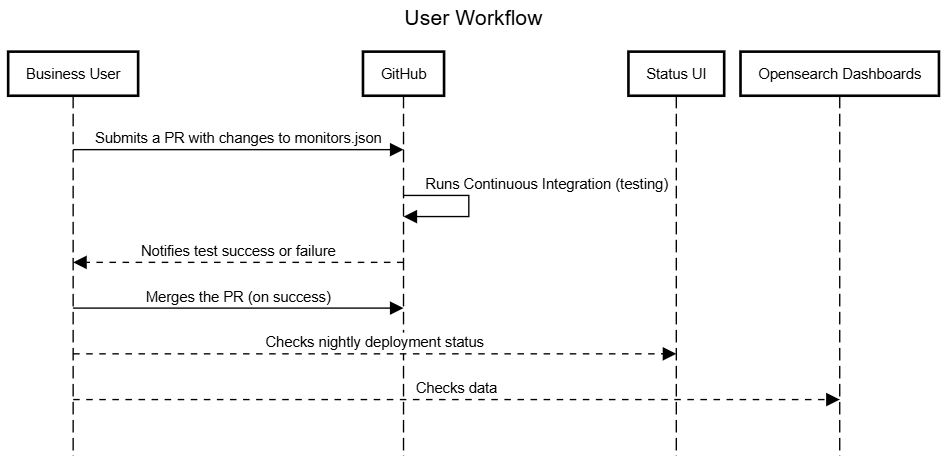 User Workflow
Business User
GitHub
Status UI
Opensearch Dashboards
Submits a PR with changes to monitors.json
Runs Continuous Integration (testing)
Notifies test success or failure
Merges the PR (on success)
Checks nightly deployment status
Checks data